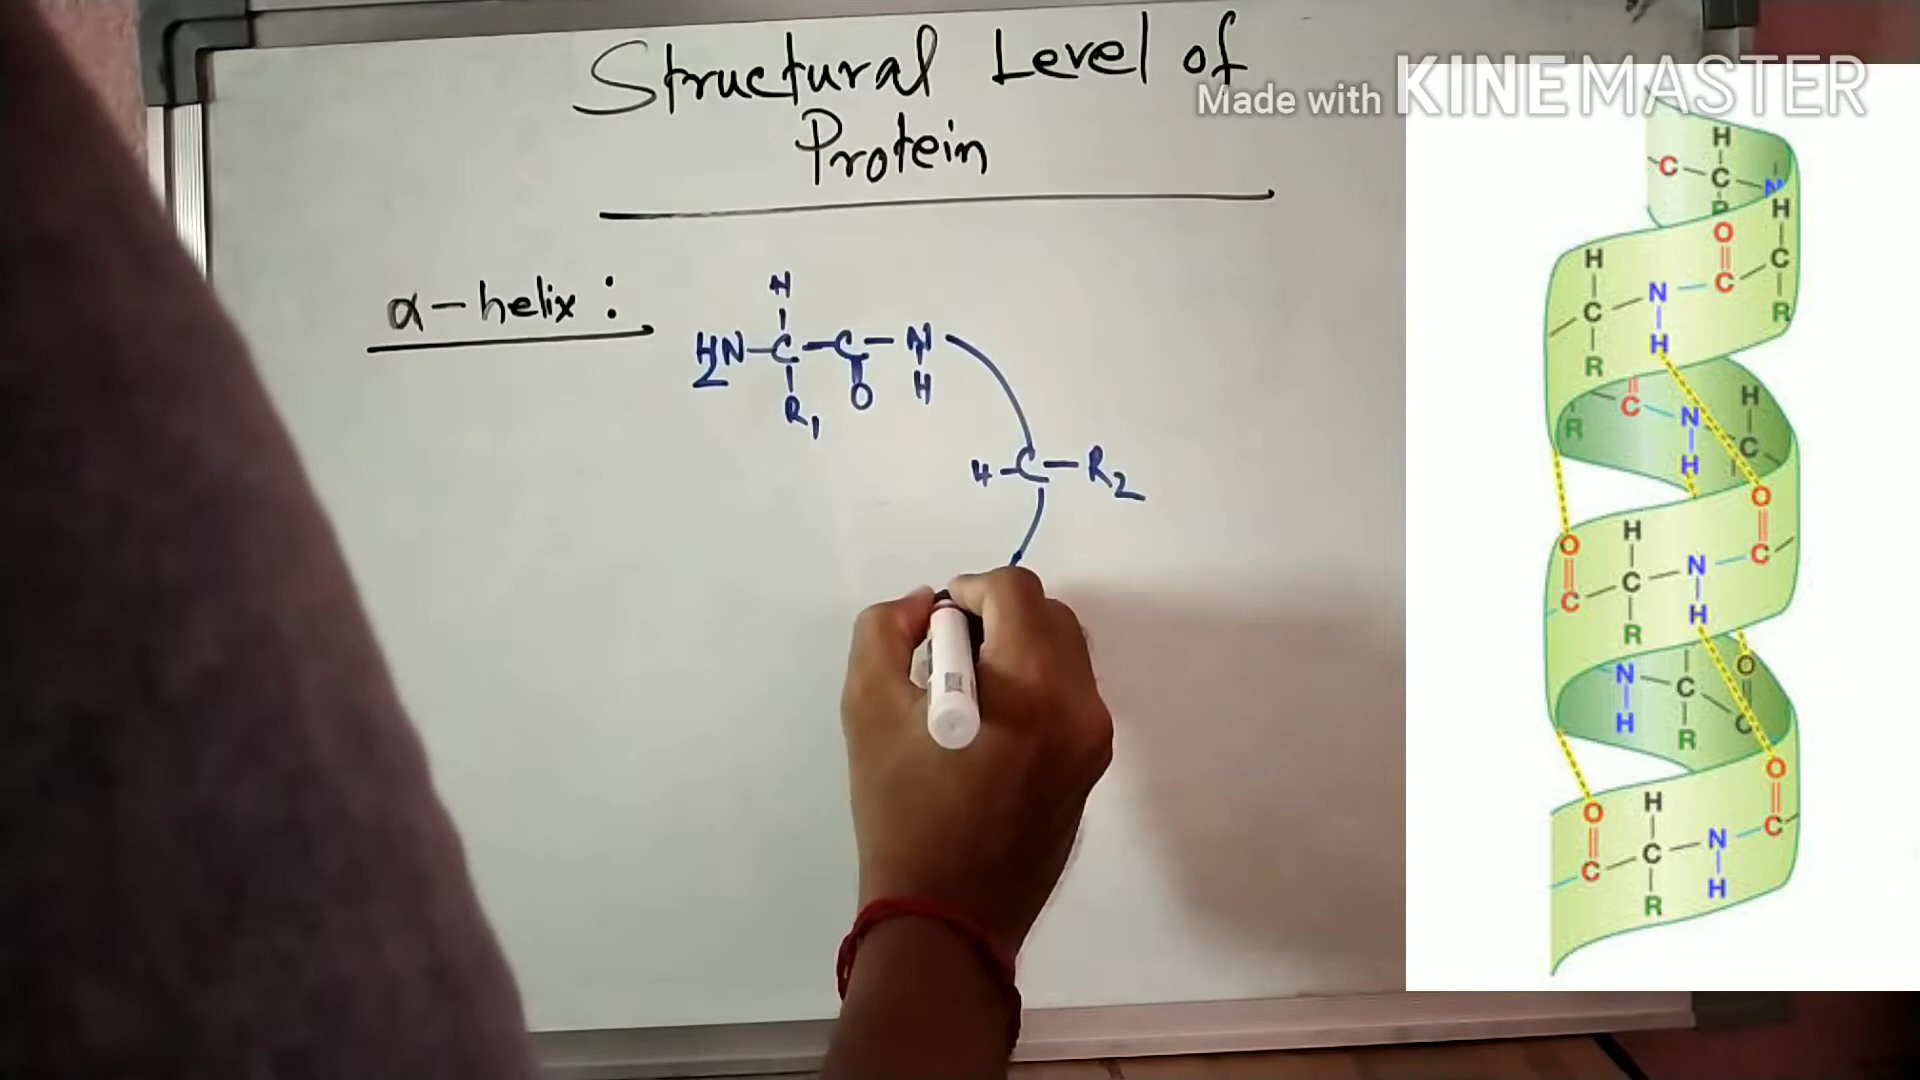 Structural Level of
Protein
Made with KINEMASTER
α-helix :
H
H2N-C-C-N
R1 O H
H-C-R2
H
C C N
R H
O
H C
N C
C R
H
R
C H
N
R C
H
O
O
H
N C
C
C
H
R
O
N C
H C
R
O
H O
N C
C
C H
R